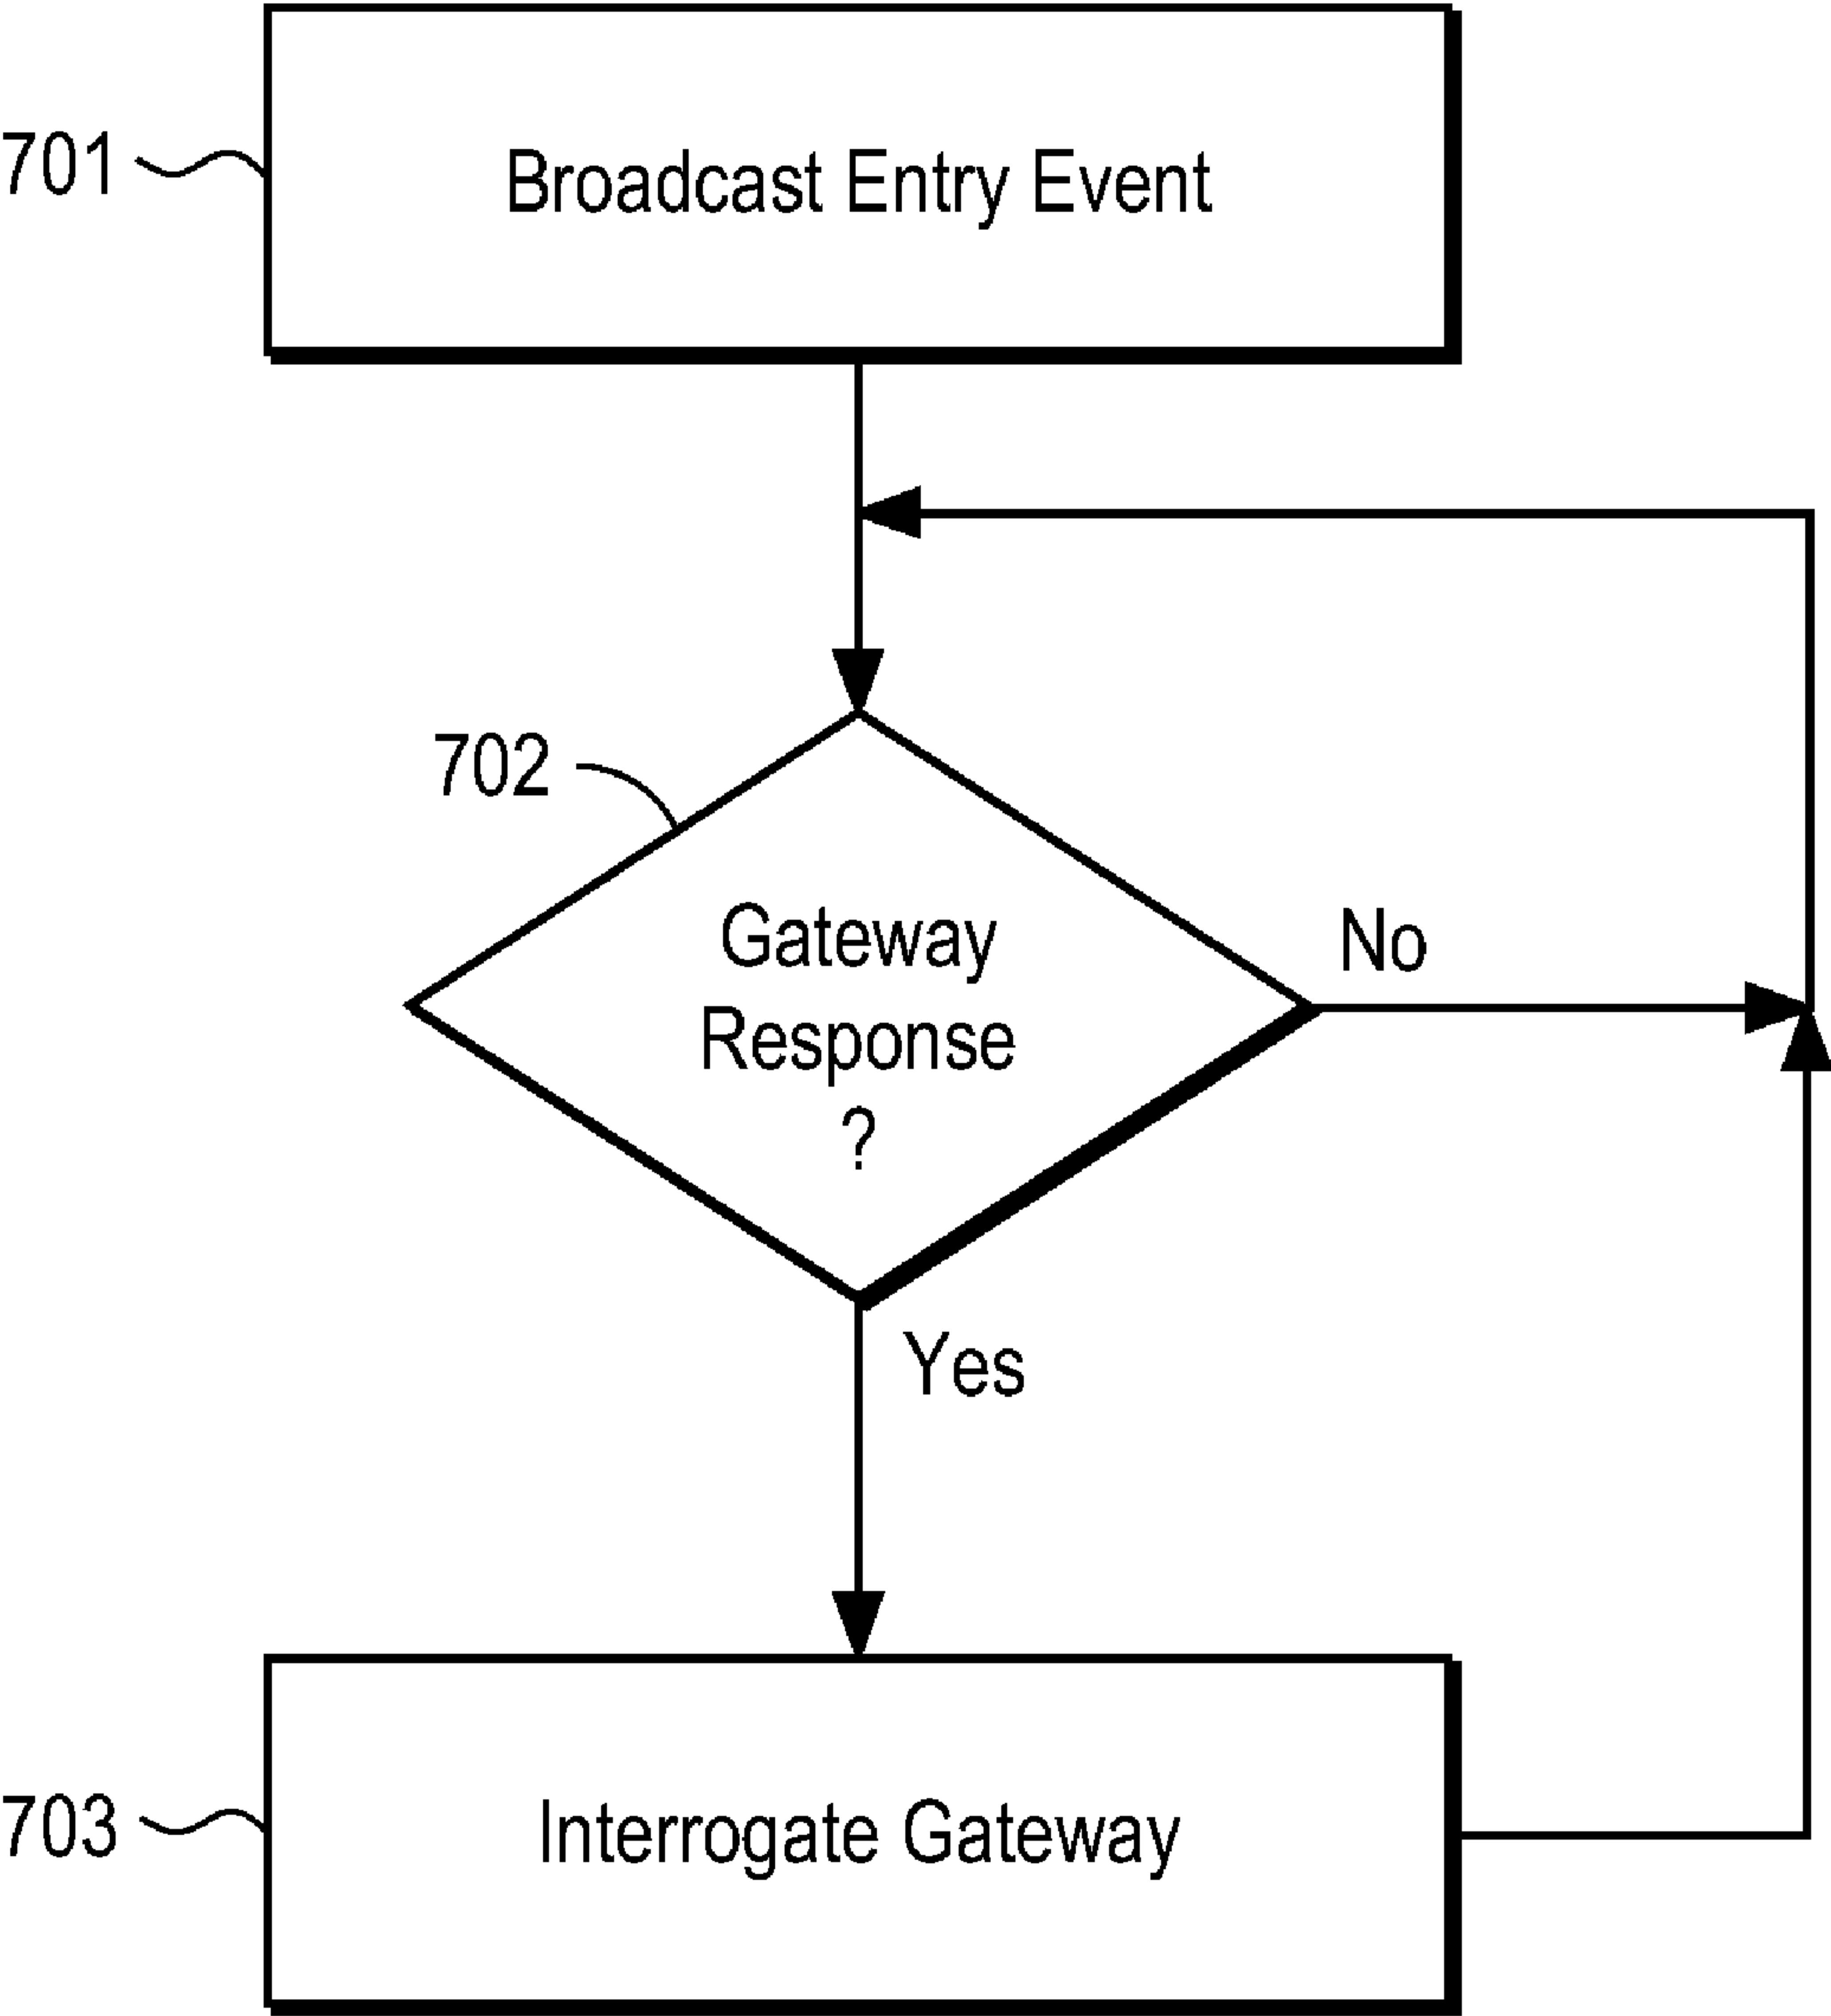 701
Broadcast Entry Event
702
Gateway
Response
?
No
Yes
703
Interrogate Gateway